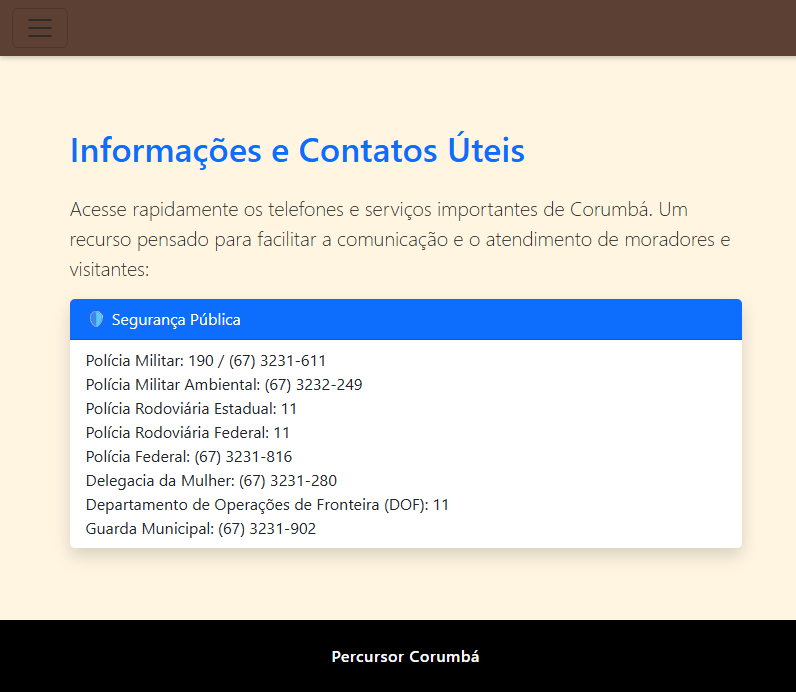 Informações e Contatos Úteis
Acesse rapidamente os telefones e serviços importantes de Corumbá. Um
recurso pensado para facilitar a comunicação e o atendimento de moradores e
visitantes:
Segurança Pública
Polícia Militar: 190 / (67) 3231-611
Polícia Militar Ambiental: (67) 3232-249
Polícia Rodoviária Estadual: 11
Polícia Rodoviária Federal: 11
Polícia Federal: (67) 3231-816
Delegacia da Mulher: (67) 3231-280
Departamento de Operações de Fronteira (DOF): 11
Guarda Municipal: (67) 3231-902
Percursor Corumbá